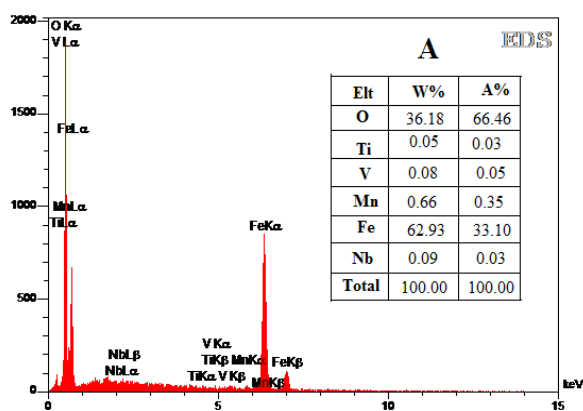 2000
O Kα
V Lα
A
EDS
1500
FeLα
1000
MnLα
TiLα
FeKα
500
NbLβ
NbLα
V Kα
TiKβ MnKα
TiKα V Kβ
MnKβ
FeKβ
0
0
5
10
15
keV
Elt W% A%
O 36.18 66.46
Ti 0.05 0.03
V 0.08 0.05
Mn 0.66 0.35
Fe 62.93 33.10
Nb 0.09 0.03
Total 100.00 100.00